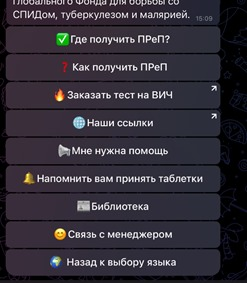 Глобального Фонда для борьбы со
СПИДом, туберкулезом и малярией. 15:09
✅Где получить ПРеП?
❓Как получить ПРеП
🔥Заказать тест на ВИЧ
🌐Наши ссылки
📢Мне нужна помощь
🔔Напомнить вам принять таблетки
📰Библиотека
😊Связь с менеджером
🌍 Назад к выбору языка